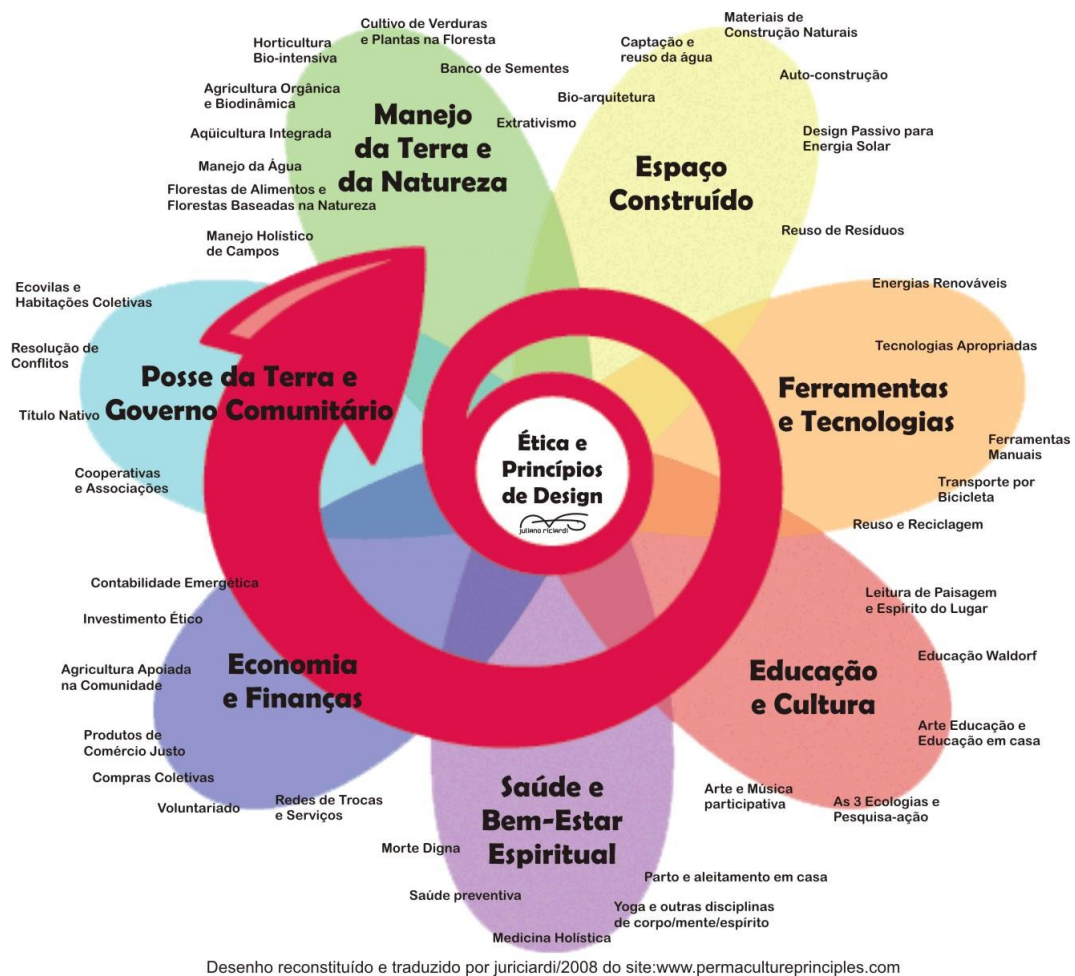 Cultivo de Verduras
e Plantas na Floresta
Horticultura
Bio-intensiva
Banco de Sementes
Agricultura Orgânica
e Biodinâmica
Extrativismo
Aqüicultura Integrada
Manejo da Água
Florestas de Alimentos e
Florestas Baseadas na Natureza
Manejo Holístico
de Campos
Manejo
da Terra e
da Natureza
Materiais de
Construção Naturais
Captação e
reuso da água
Auto-construção
Bio-arquitetura
Design Passivo para
Energia Solar
Reuso de Resíduos
Espaço
Construído
Energias Renováveis
Tecnologias Apropriadas
Ferramentas
e Tecnologias
Ferramentas
Manuais
Transporte por
Bicicleta
Reuso e Reciclagem
Leitura de Paisagem
e Espírito do Lugar
Educação Waldorf
Educação
e Cultura
Arte Educação e
Educação em casa
As 3 Ecologias e
Pesquisa-ação
Arte e Música
participativa
Saúde e
Bem-Estar
Espiritual
Parto e aleitamento em casa
Yoga e outras disciplinas
de corpo/mente/espírito
Medicina Holística
Saúde preventiva
Morte Digna
Economia
e Finanças
Contabilidade Emergética
Investimento Ético
Agricultura Apoiada
na Comunidade
Produtos de
Comércio Justo
Compras Coletivas
Voluntariado
Redes de Trocas
e Serviços
Ecovilas e
Habitações Coletivas
Resolução de
Conflitos
Posse da Terra e
Governo Comunitário
Título Nativo
Cooperativas
e Associações
Ética e
Princípios
de Design
juliano riciardi
Desenho reconstituído e traduzido por juriciardi/2008 do site:www.permacultureprinciples.com